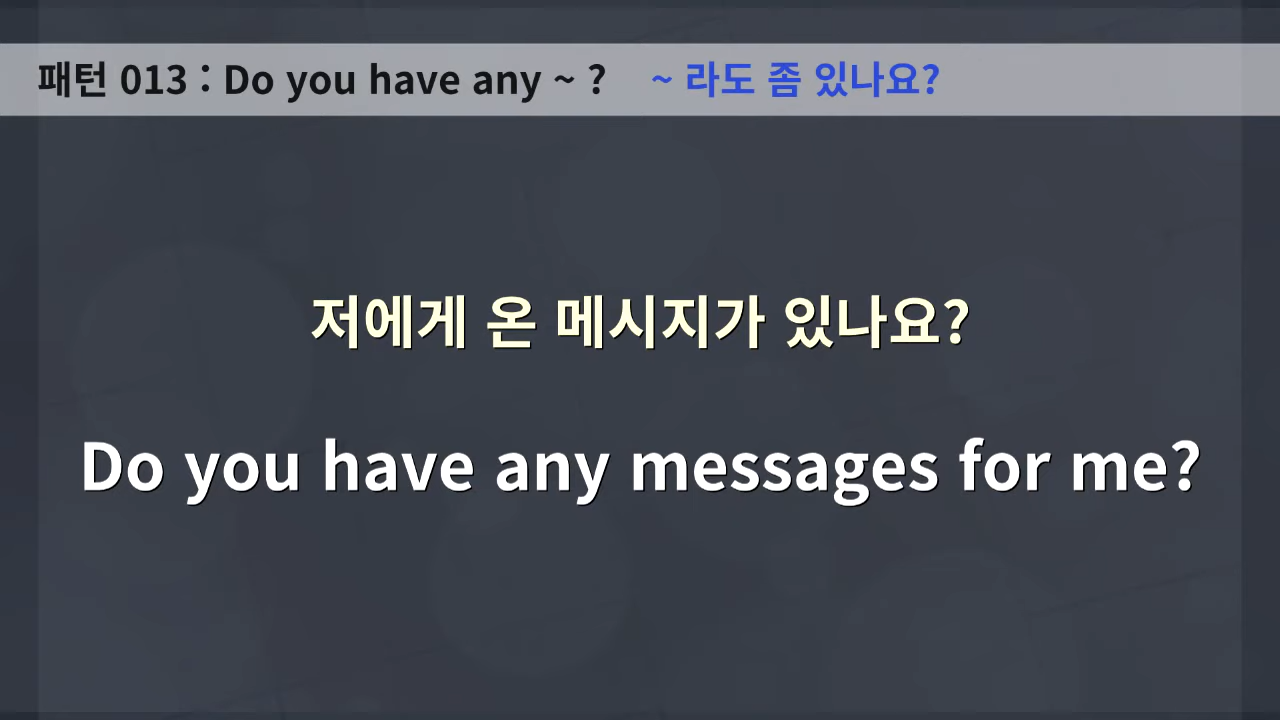 패턴 013 : Do you have any ~ ? ~ 라도 좀 있나요?
저에게 온 메시지가 있나요?
Do you have any messages for me?